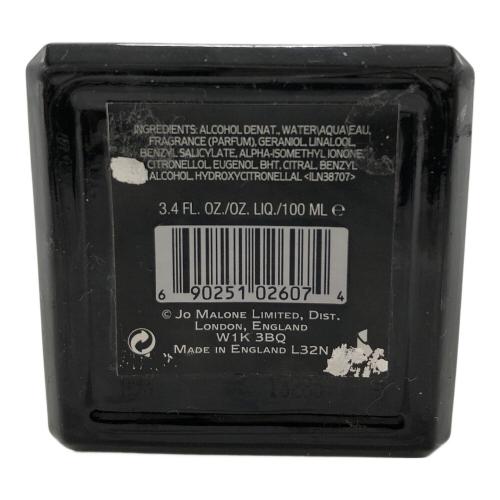 INGREDIENTS: ALCOHOL DENAT., WATER\AQUA\EAU,
FRAGRANCE (PARFUM), GERANIOL, LINALOOL,
BENZYL SALICYLATE, ALPHA-ISOMETHYL IONONE,
CITRONELLOL, EUGENOL, BHT, CITRAL, BENZYL
ALCOHOL, HYDROXYCITRONELLAL <ILN38707>
3.4 FL. OZ./OZ. LIQ./100 ML e
6 90251 02607 4
© JO MALONE LIMITED, DIST.
LONDON, ENGLAND
W1K 3BQ
MADE IN ENGLAND L32N